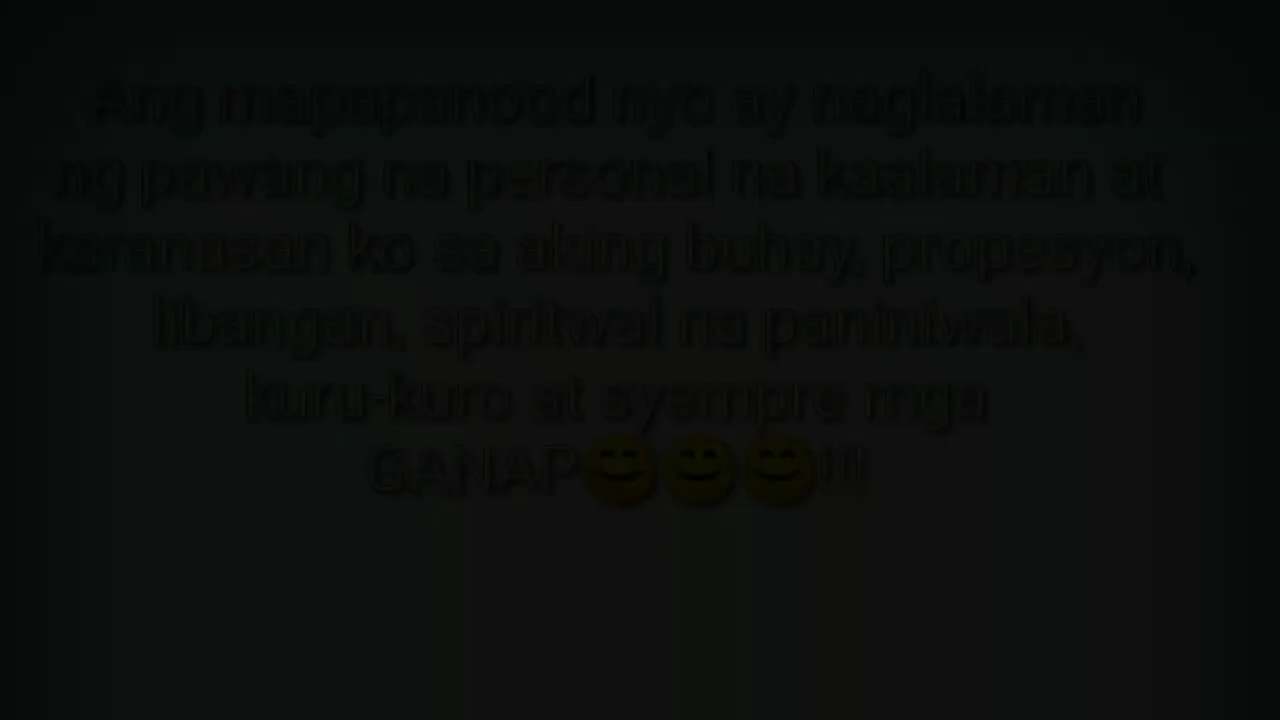 Ang mapapanood nyo ay naglalaman
ng pawang na personal na kaalaman at
karanasan ko sa aking buhay, propesyon,
libangan, spiritwal na paniniwala,
kuru-kuro at syempre mga
GANAP😄😄😄!!!